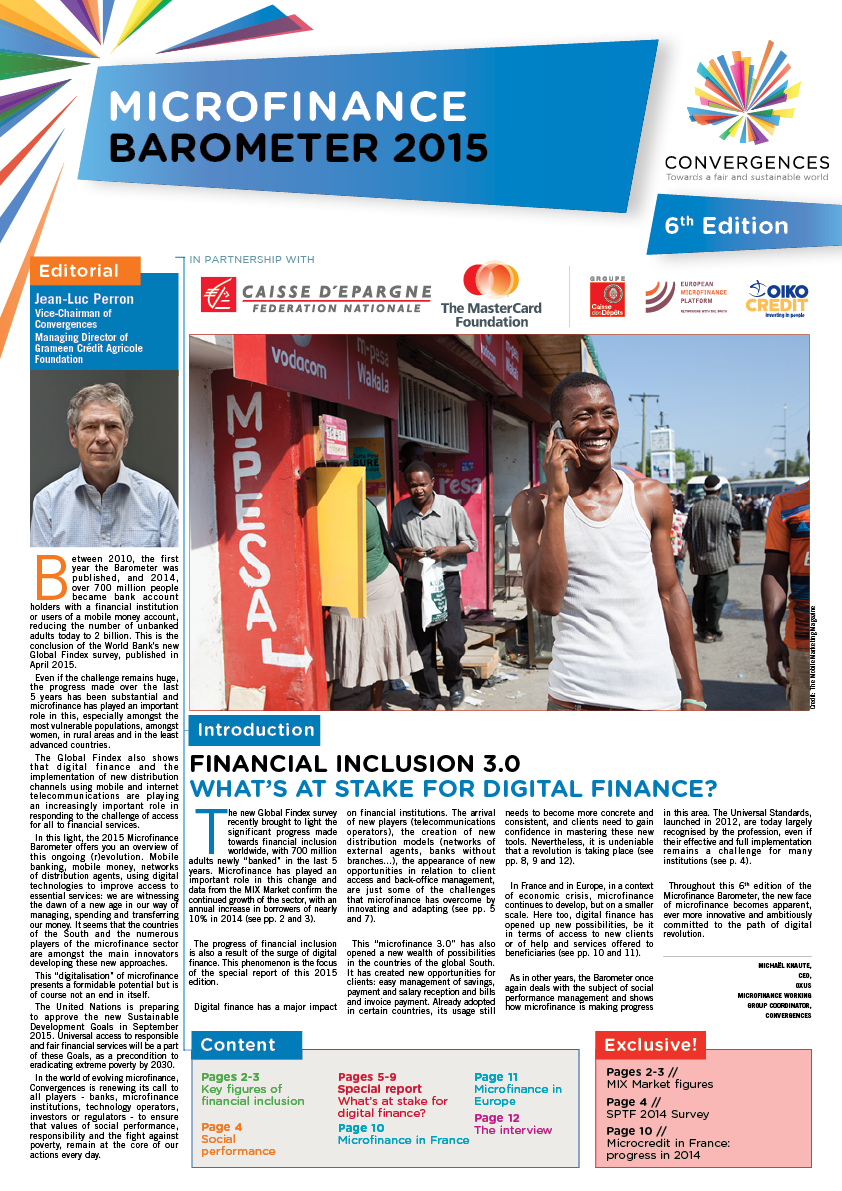 MICROFINANCE
BAROMETER 2015
CONVERGENCES
Towards a fair and sustainable world
6th Edition
Editorial
Jean-Luc Perron
Vice-Chairman of
Convergences
Managing Director of
Grameen Crédit Agricole
Foundation
Between 2010, the first
year the Barometer was
published, and 2014,
over 700 million people
became bank account
holders with a financial institution
or users of a mobile money account,
reducing the number of unbanked
adults today to 2 billion. This is the
conclusion of the World Bank's new
Global Findex survey, published in
April 2015.
Even if the challenge remains huge,
the progress made over the last
5 years has been substantial and
microfinance has played an important
role in this, especially amongst the
most vulnerable populations, amongst
women, in rural areas and in the least
advanced countries.
The Global Findex also shows
that digital finance and the
implementation of new distribution
channels using mobile and internet
telecommunications are playing
an increasingly important role in
responding to the challenge of access
for all to financial services.
In this light, the 2015 Microfinance
Barometer offers you an overview of
this ongoing (r)evolution. Mobile
banking, mobile money, networks
of distribution agents, using digital
technologies to improve access to
essential services: we are witnessing
the dawn of a new age in our way of
managing, spending and transferring
our money. It seems that the countries
of the South and the numerous
players of the microfinance sector
are amongst the main innovators
developing these new approaches.
This “digitalisation” of microfinance
presents a formidable potential but is
of course not an end in itself.
The United Nations is preparing
to approve the new Sustainable
Development Goals in September
2015. Universal access to responsible
and fair financial services will be a part
of these Goals, as a precondition to
eradicating extreme poverty by 2030.
In the world of evolving microfinance,
Convergences is renewing its call to
all players - banks, microfinance
institutions, technology operators,
investors or regulators - to ensure
that values of social performance,
responsibility and the fight against
poverty, remain at the core of our
actions every day.
IN PARTNERSHIP WITH
CAISSE D'EPARGNE
FEDERATION NATIONALE
The MasterCard
Foundation
GROUPE
Caisse
des Dépôts
EUROPEAN
MICROFINANCE
PLATFORM
NETWORKING WITH THE SOUTH
OIKO
CREDIT
investing in people
vodacom
m-pesa
Wakala
vodacom
m-pesa
Wakala
M-PESA
BURE
resa
Credit: The Mobile Marketing Magazine
Introduction
FINANCIAL INCLUSION 3.0
WHAT'S AT STAKE FOR DIGITAL FINANCE?
The new Global Findex survey
recently brought to light the
significant progress made
towards financial inclusion
worldwide, with 700 million
adults newly “banked” in the last 5
years. Microfinance has played an
important role in this change and
data from the MIX Market confirm the
continued growth of the sector, with an
annual increase in borrowers of nearly
10% in 2014 (see pp. 2 and 3).
The progress of financial inclusion
is also a result of the surge of digital
finance. This phenomenon is the focus
of the special report of this 2015
edition.
Digital finance has a major impact
on financial institutions. The arrival
of new players (telecommunications
operators), the creation of new
distribution models (networks of
external agents, banks without
branches...), the appearance of new
opportunities in relation to client
access and back-office management,
are just some of the challenges
that microfinance has overcome by
innovating and adapting (see pp. 5
and 7).
This “microfinance 3.0” has also
opened a new wealth of possibilities
in the countries of the global South.
It has created new opportunities for
clients: easy management of savings,
payment and salary reception and bills
and invoice payment. Already adopted
in certain countries, its usage still
needs to become more concrete and
consistent, and clients need to gain
confidence in mastering these new
tools. Nevertheless, it is undeniable
that a revolution is taking place (see
pp. 8, 9 and 12).
In France and in Europe, in a context
of economic crisis, microfinance
continues to develop, but on a smaller
scale. Here too, digital finance has
opened up new possibilities, be it
in terms of access to new clients
or of help and services offered to
beneficiaries (see pp. 10 and 11).
As in other years, the Barometer once
again deals with the subject of social
performance management and shows
how microfinance is making progress
in this area. The Universal Standards,
launched in 2012, are today largely
recognised by the profession, even if
their effective and full implementation
remains a challenge for many
institutions (see p. 4).
Throughout this 6th edition of the
Microfinance Barometer, the new face
of microfinance becomes apparent,
ever more innovative and ambitiously
committed to the path of digital
revolution.
MICHAËL KNAUTE,
CEO,
OXUS
MICROFINANCE WORKING
GROUP COORDINATOR,
CONVERGENCES
Content
Pages 2-3
Key figures of
financial inclusion
Page 4
Social
performance
Pages 5-9
Special report
What's at stake for
digital finance?
Page 10
Microfinance in France
Page 11
Microfinance in
Europe
Page 12
The interview
Exclusive!
Pages 2-3 //
MIX Market figures
Page 4 //
SPTF 2014 Survey
Page 10 //
Microcredit in France:
progress in 2014